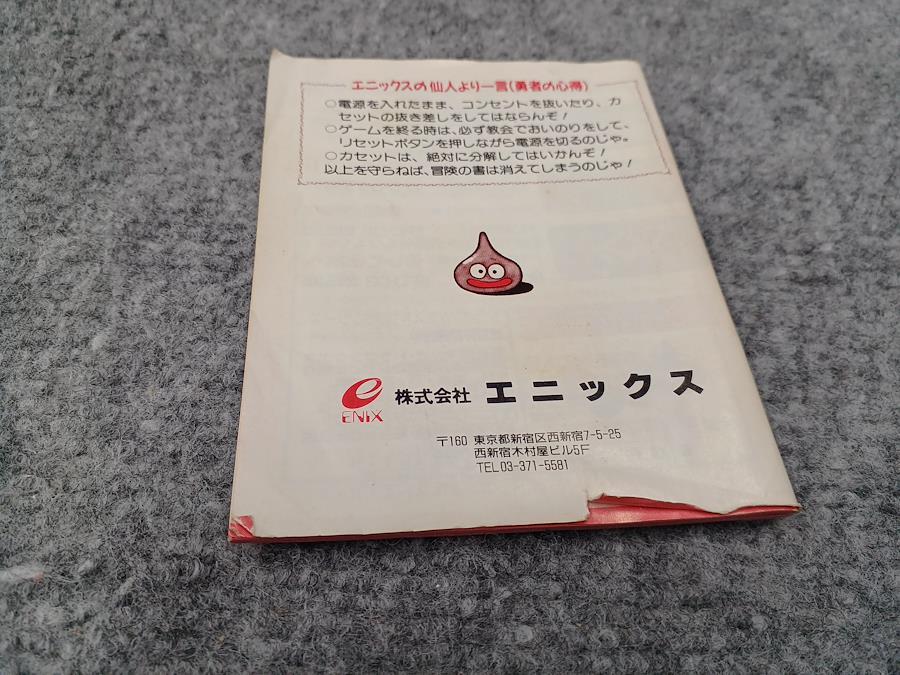 エニックスの仙人より一言(勇者の心得)
○電源を入れたまま、コンセントを抜いたり、カ
セットの抜き差しをしてはならんぞ!
○ゲームを終る時は、必ず教会でおいのりをして、
リセットボタンを押しながら電源を切るのじゃ。
○カセットは、絶対に分解してはいかんぞ!
以上を守らねば、冒険の書は消えてしまうのじゃ!
e ENIX 株式会社 エニックス
〒160 東京都新宿区西新宿7-5-25
西新宿木村屋ビル5F
TEL03-371-5581